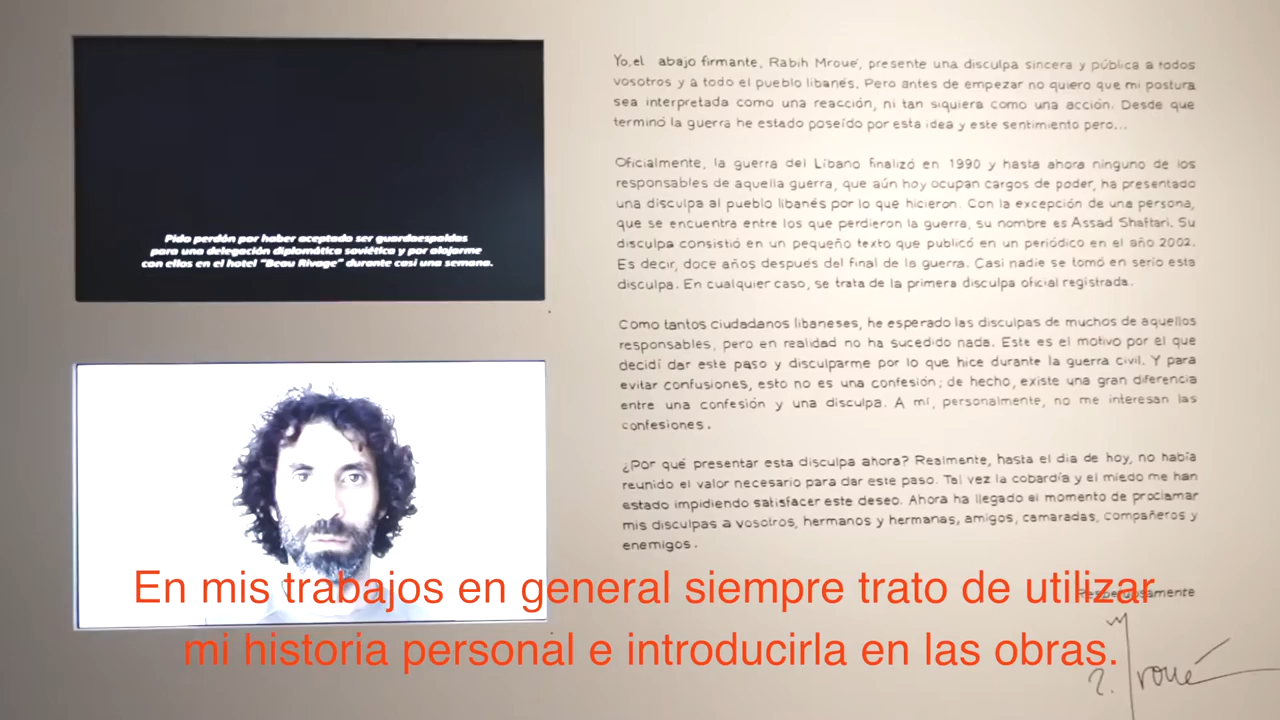 Pido perdón por haber aceptado ser guardaespaldas
para una delegación diplomática soviética y por alojarme
con ellos en el hotel "Beau Rivage" durante casi una semana.
Yo,el abajo firmante, Rabih Mroué, presente una disculpa sincera y pública a todos
vosotros y a todo el pueblo libanés. Pero antes de empezar no quiero que mi postura
sea interpretada como una reacción, ni tan siquiera como una acción. Desde que
terminó la guerra he estado poseído por esta idea y este sentimiento pero...
Oficialmente, la guerra del Líbano finalizó en 1990 y hasta ahora ninguno de los
responsables de aquella guerra, que aún hoy ocupan cargos de poder, ha presentado
una disculpa al pueblo libanés por lo que hicieron. Con la excepción de una persona,
que se encuentra entre los que perdieron la guerra, su nombre es Assad Shaftari. Su
disculpa consistió en un pequeño texto que publicó en un periódico en el año 2002.
Es decir, doce años después del final de la guerra. Casi nadie se tomó en serio esta
disculpa. En cualquier caso, se trata de la primera disculpa oficial registrada.
Como tantos ciudadanos libaneses, he esperado las disculpas de muchos de aquellos
responsables, pero en realidad no ha sucedido nada. Este es el motivo por el que
decidí dar este paso y disculparme por lo que hice durante la guerra civil. Y para
evitar confusiones, esto no es una confesión; de hecho, existe una gran diferencia
entre una confesión y una disculpa. A mí, personalmente, no me interesan las
confesiones.
¿Por qué presentar esta disculpa ahora? Realmente, hasta el dia de hoy, no había
reunido el valor necesario para dar este paso. Tal vez la cobardía y el miedo me han
estado impidiendo satisfacer este deseo. Ahora ha llegado el momento de proclamar
mis disculpas a vosotros, hermanos y hermanas, amigos, camaradas, compañeros y
enemigos.
Respetuosamente
R. Mroué
En mis trabajos en general siempre trato de utilizar
mi historia personal e introducirla en las obras.